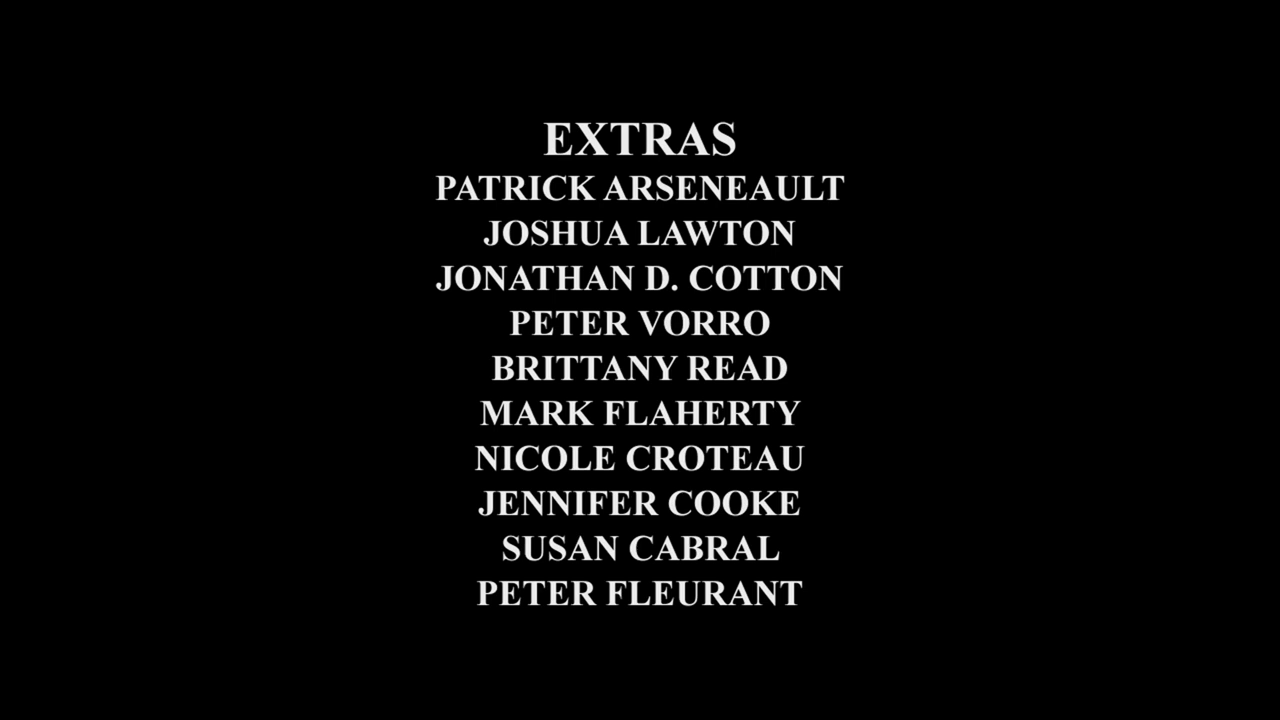 EXTRAS
PATRICK ARSENEAULT
JOSHUA LAWTON
JONATHAN D. COTTON
PETER VORRO
BRITTANY READ
MARK FLAHERTY
NICOLE CROTEAU
JENNIFER COOKE
SUSAN CABRAL
PETER FLEURANT